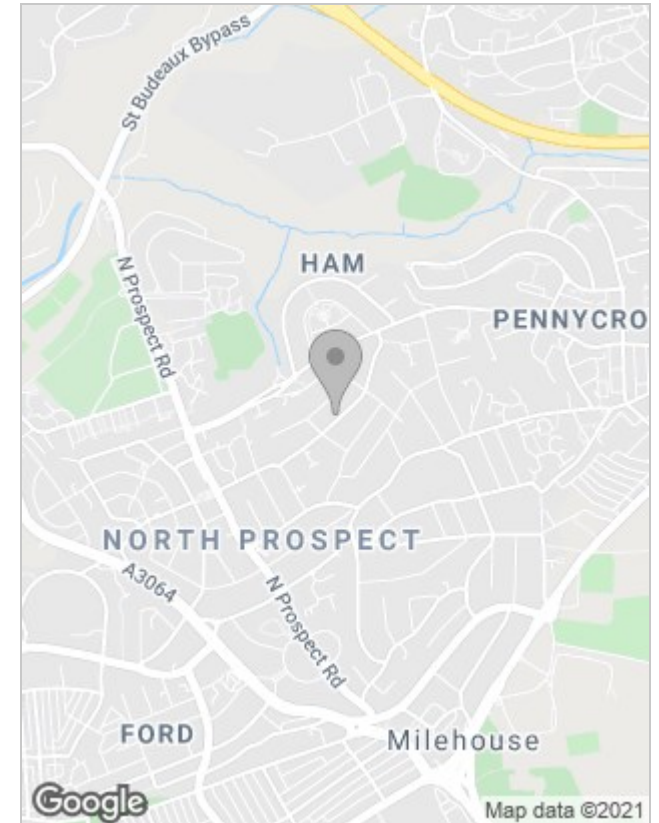 St Budeaux Bypass
HAM
N Prospect Rd
PENNYCRO
NORTH PROSPECT
A3064
N Prospect Rd
FORD
Milehouse
Google
Map data ©2021